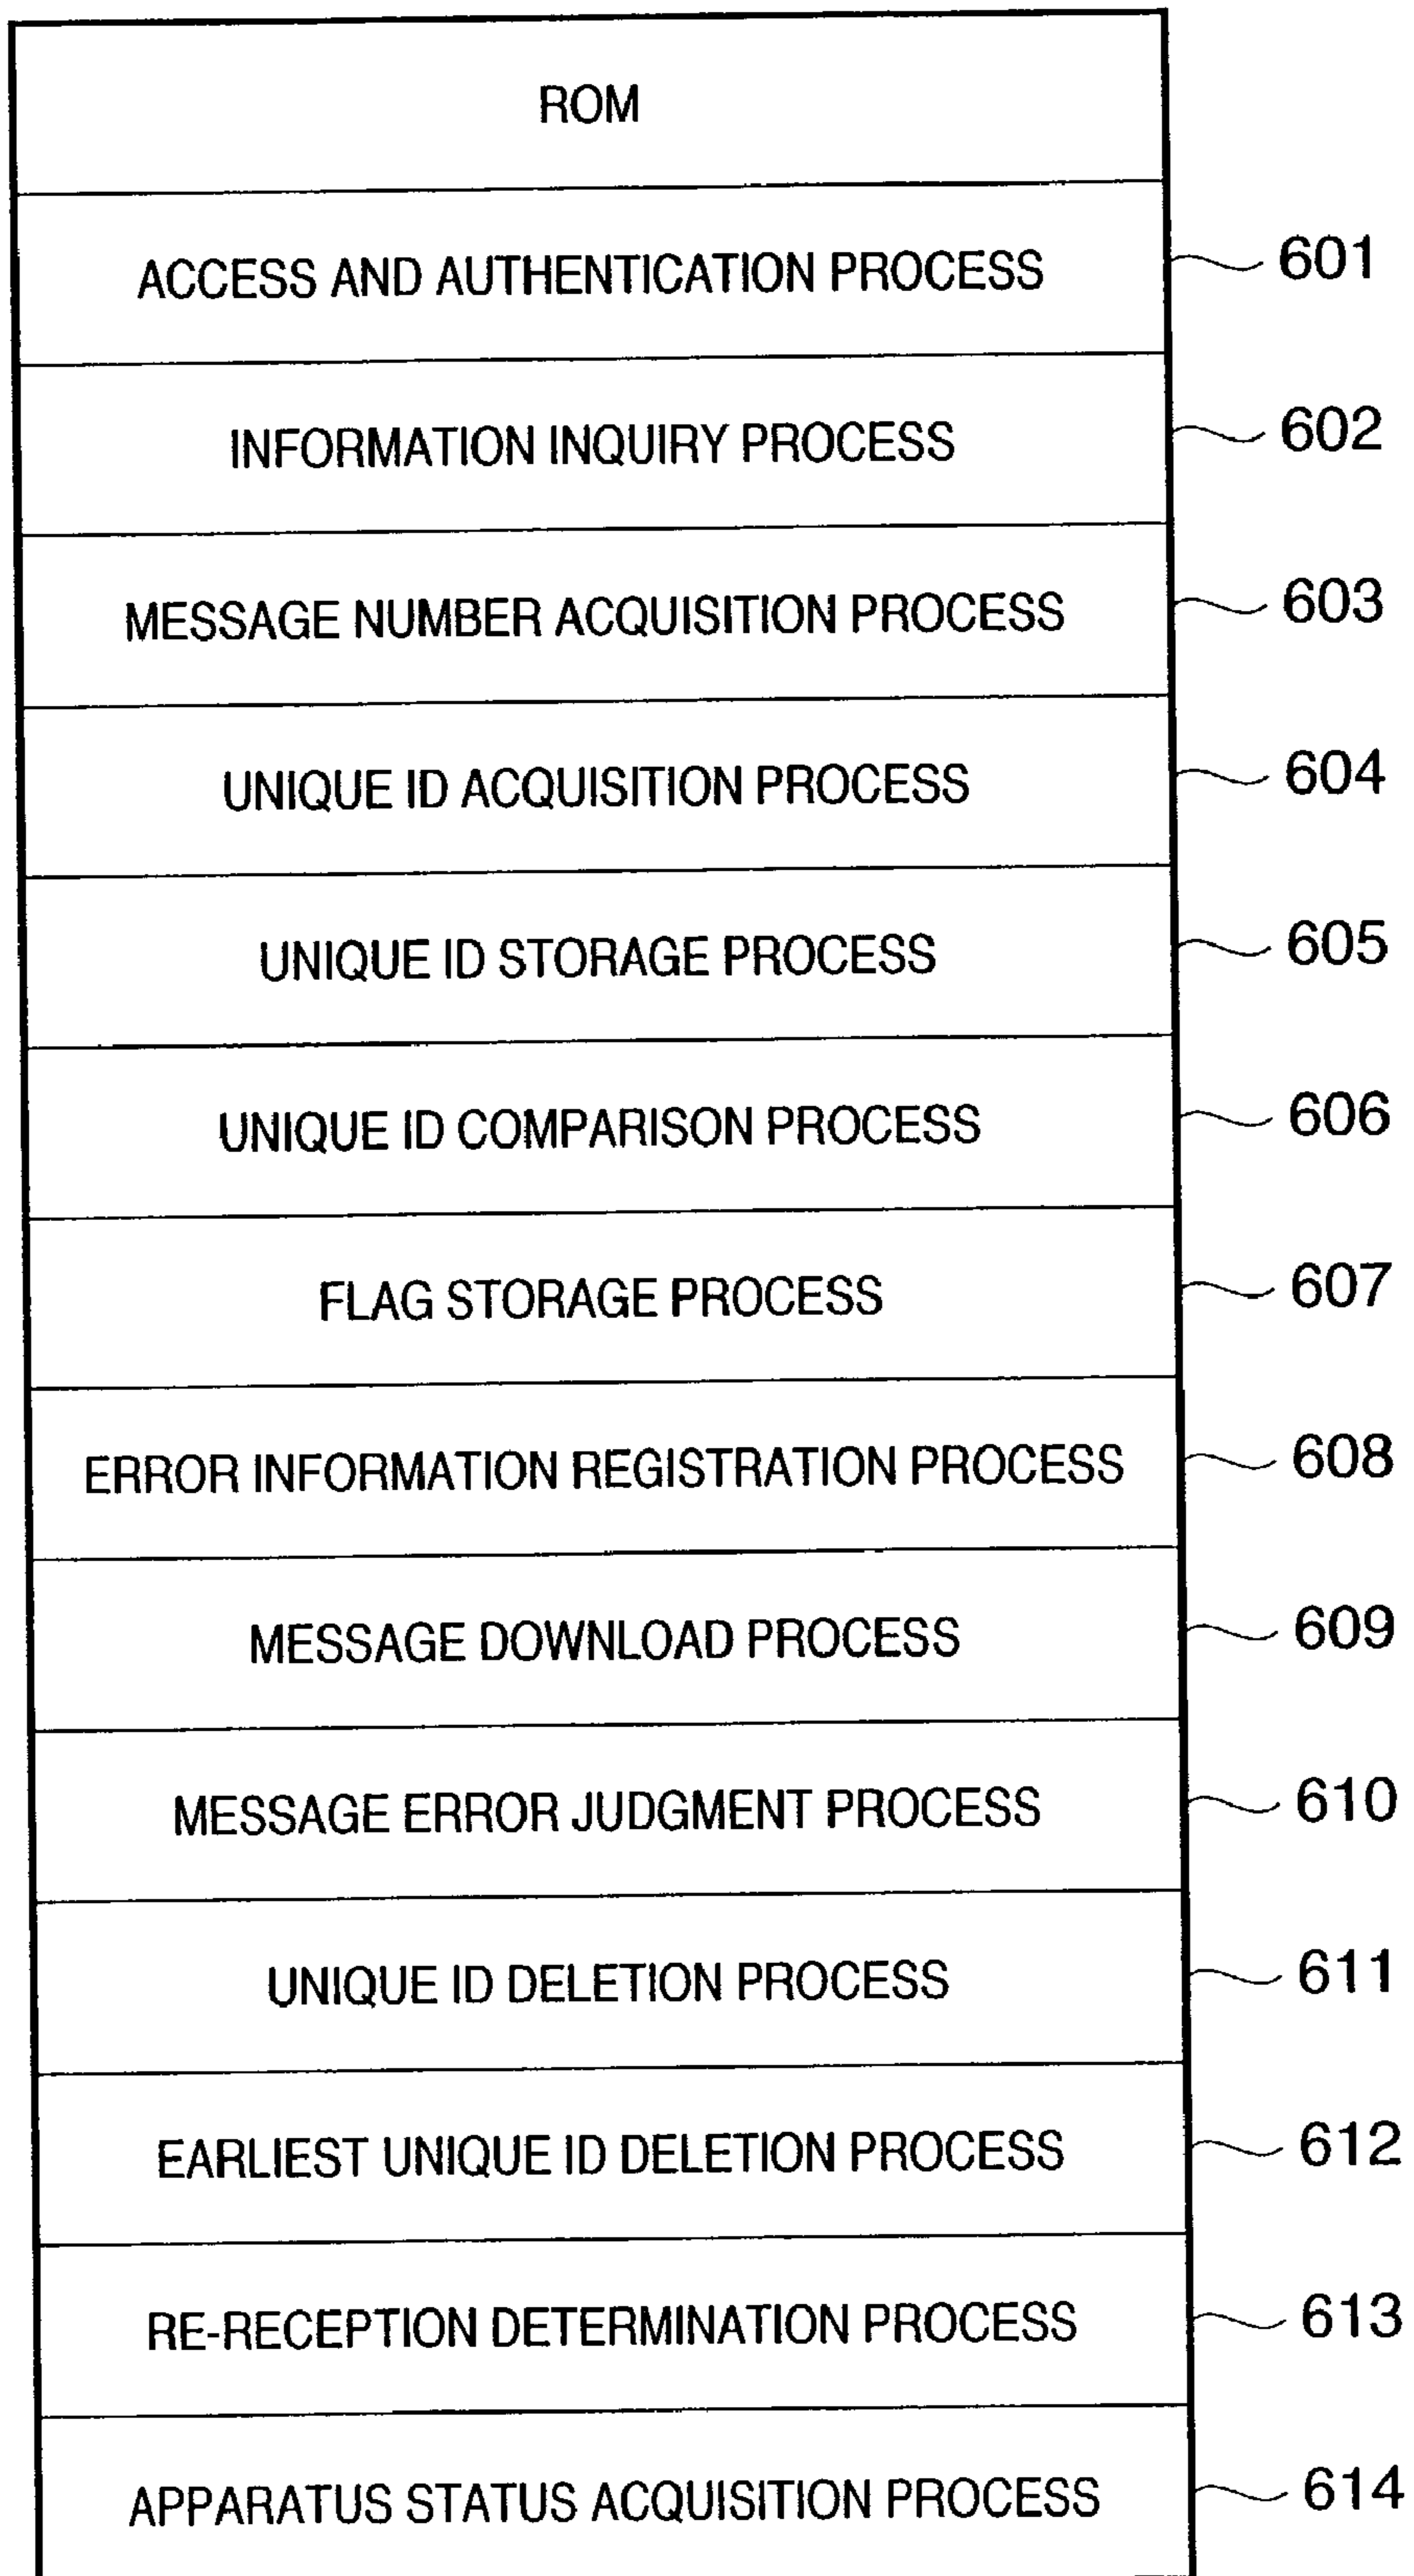 ROM
ACCESS AND AUTHENTICATION PROCESS 601
INFORMATION INQUIRY PROCESS 602
MESSAGE NUMBER ACQUISITION PROCESS 603
UNIQUE ID ACQUISITION PROCESS 604
UNIQUE ID STORAGE PROCESS 605
UNIQUE ID COMPARISON PROCESS 606
FLAG STORAGE PROCESS 607
ERROR INFORMATION REGISTRATION PROCESS 608
MESSAGE DOWNLOAD PROCESS 609
MESSAGE ERROR JUDGMENT PROCESS 610
UNIQUE ID DELETION PROCESS 611
EARLIEST UNIQUE ID DELETION PROCESS 612
RE-RECEPTION DETERMINATION PROCESS 613
APPARATUS STATUS ACQUISITION PROCESS 614